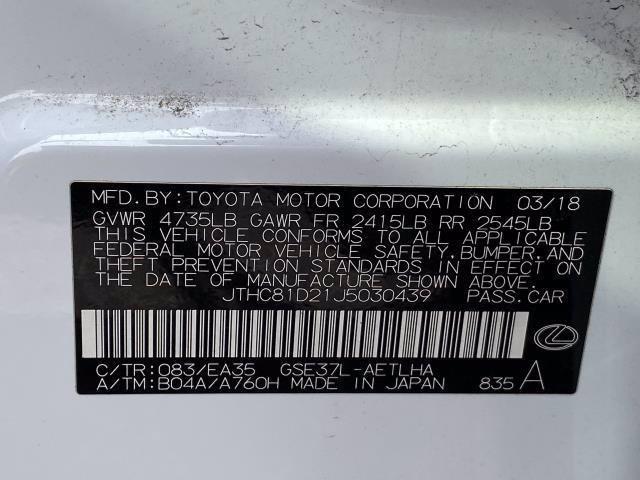 MFD.BY:TOYOTA MOTOR CORPORATION 03/18
GVWR 4735LB GAWR FR 2415LB RR 2545LB
THIS VEHICLE CONFORMS TO ALL APPLICABLE
FEDERAL MOTOR VEHICLE SAFETY,BUMPER,AND
THEFT PREVENTION STANDARDS IN EFFECT ON
THE DATE OF MANUFACTURE SHOWN ABOVE.
JTHC81D21J5030439 PASS.CAR
C/TR:083/EA35 GSE37L-AETLHA
A/TM:B04A/A760H MADE IN JAPAN 835 A